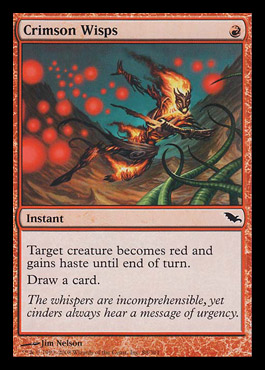 Crimson Wisps
Instant
Target creature becomes red and
gains haste until end of turn.
Draw a card.
The whispers are incomprehensible, yet
cinders always hear a message of urgency.
Jim Nelson